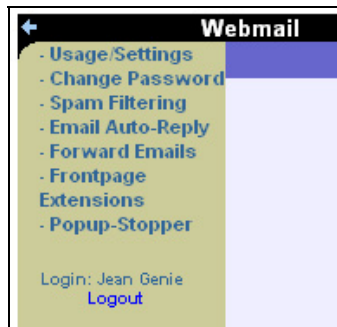 Webmail
- Usage/Settings
- Change Password
- Spam Filtering
- Email Auto-Reply
- Forward Emails
- Frontpage
Extensions
- Popup-Stopper
Login: Jean Genie
Logout